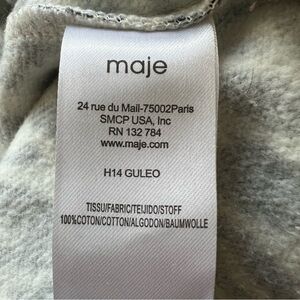 maje
24 rue du Mail-75002Paris
SMCP USA, Inc
RN 132 784
www.maje.com
H14 GULEO
TISSU/FABRIC/TEJIDO/STOFF
100%COTON/COTTON/ALGODON/BAUMWOLLE